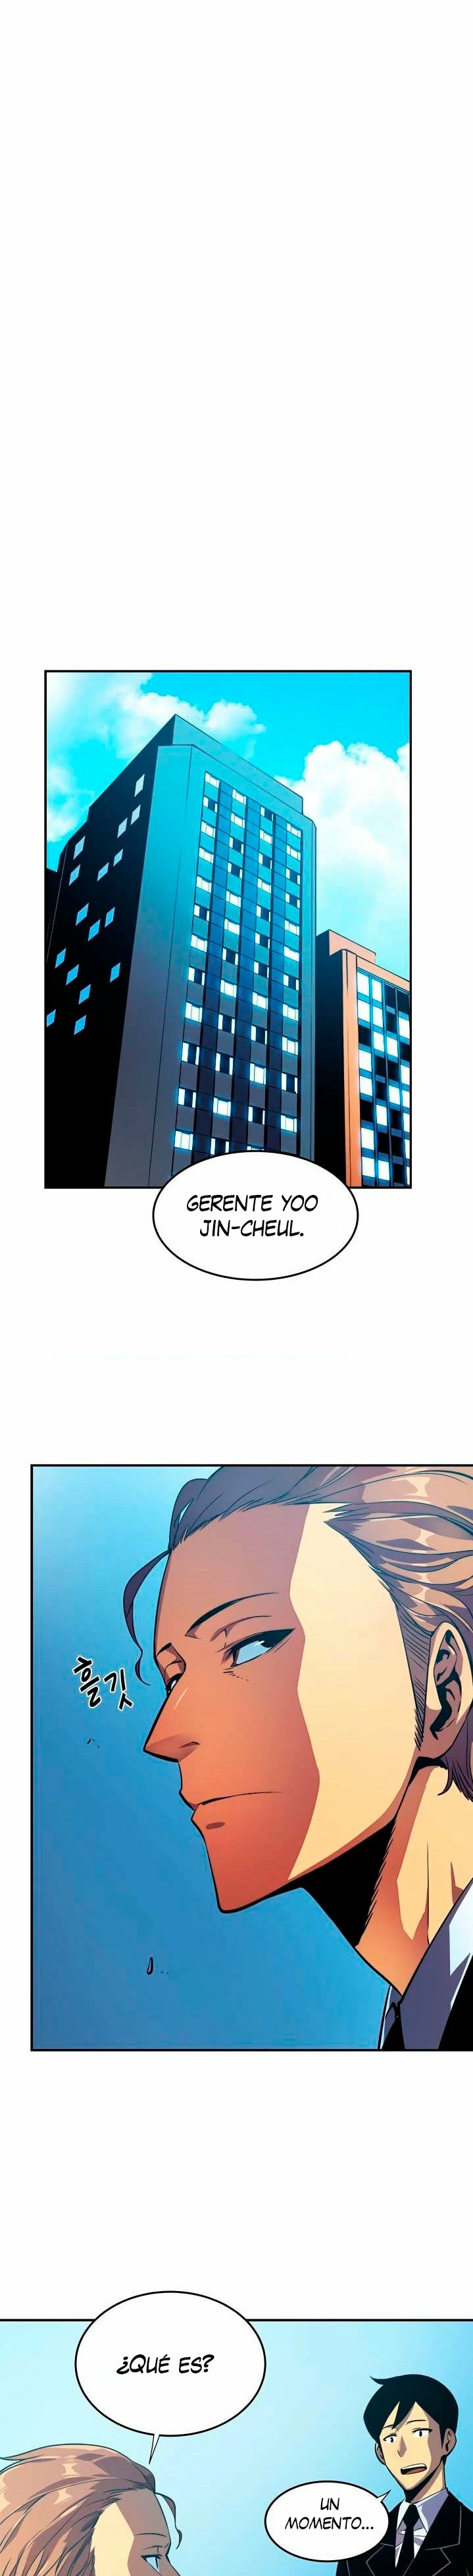 GERENTE YOO
JIN-CHEUL.
흘깃
¿QUÉ ES?
UN
MOMENTO...